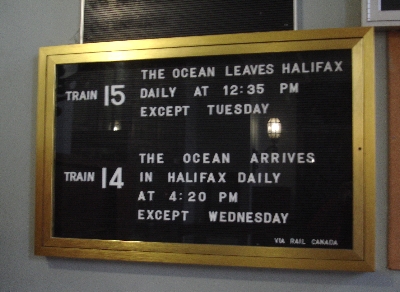 TRAIN 15
THE OCEAN LEAVES HALIFAX
DAILY AT 12:35 PM
EXCEPT TUESDAY
TRAIN 14
THE OCEAN ARRIVES
IN HALIFAX DAILY
AT 4:20 PM
EXCEPT WEDNESDAY
VIA RAIL CANADA